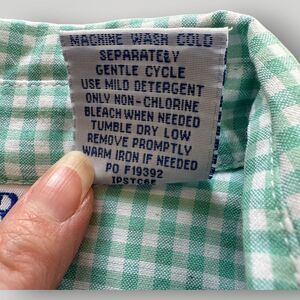 MACHINE WASH COLD
SEPARATELY
GENTLE CYCLE
USE MILD DETERGENT
ONLY NON-CHLORINE
BLEACH WHEN NEEDED
TUMBLE DRY LOW
REMOVE PROMPTLY
WARM IRON IF NEEDED
PO F19392